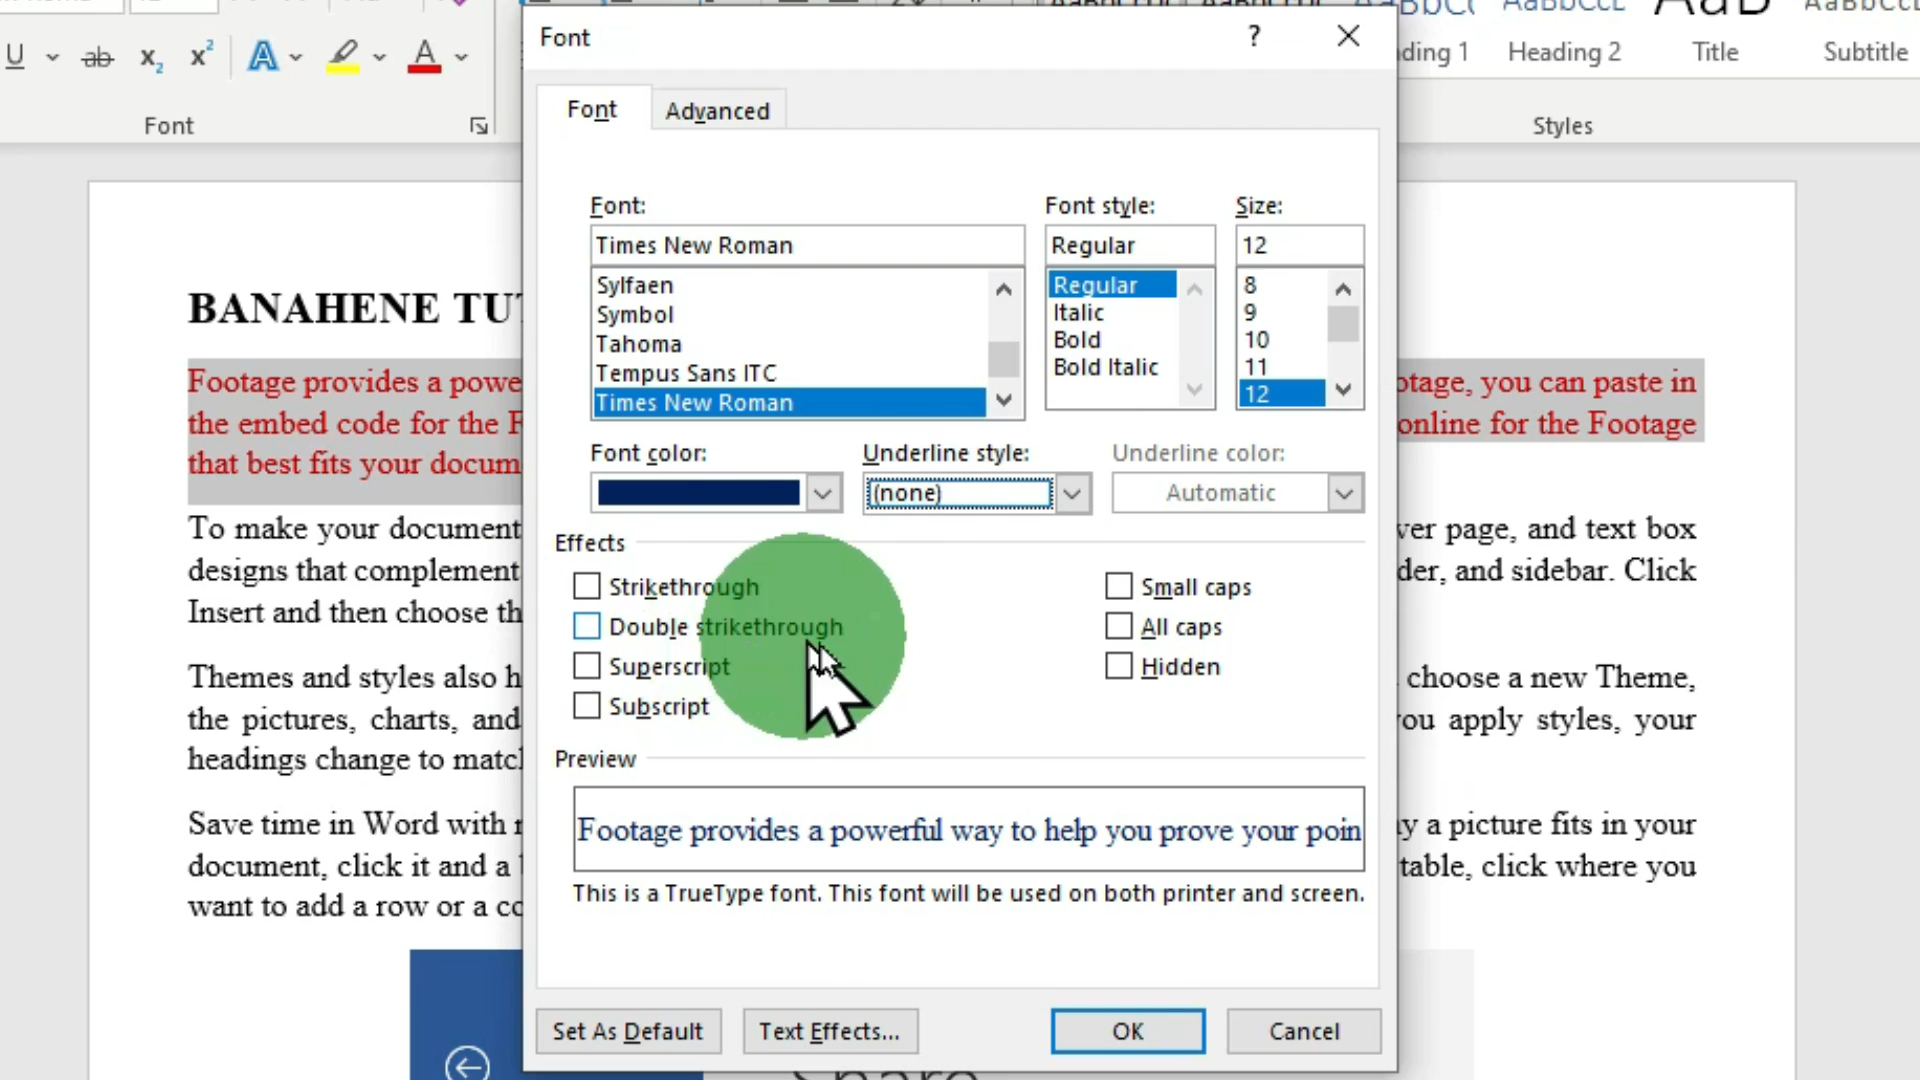 Font
? 
U ab x₂ x² A A
AaBbCcL
AaB
ding 1 Heading 2 Title Subtitle
Font
Styles
Font Advanced
Font: Font style: Size:
Times New Roman Regular 12
Sylfaen
Symbol
Tahoma
Tempus Sans ITC
Times New Roman
Regular
Italic
Bold
Bold Italic
8
9
10
11
12
Font color: Underline style: Underline color:
(none) Automatic
Effects
Strikethrough
Double strikethrough
Superscript
Subscript
Small caps
All caps
Hidden
Preview
Footage provides a powerful way to help you prove your poin
This is a TrueType font. This font will be used on both printer and screen.
Set As Default Text Effects... OK Cancel
BANAHENE TUT
Footage provides a powe otage, you can paste in
the embed code for the F online for the Footage
that best fits your docum
To make your document ver page, and text box
designs that complement der, and sidebar. Click
Insert and then choose th
Themes and styles also h choose a new Theme,
the pictures, charts, and ou apply styles, your
headings change to matc
Save time in Word with y a picture fits in your
document, click it and a table, click where you
want to add a row or a co